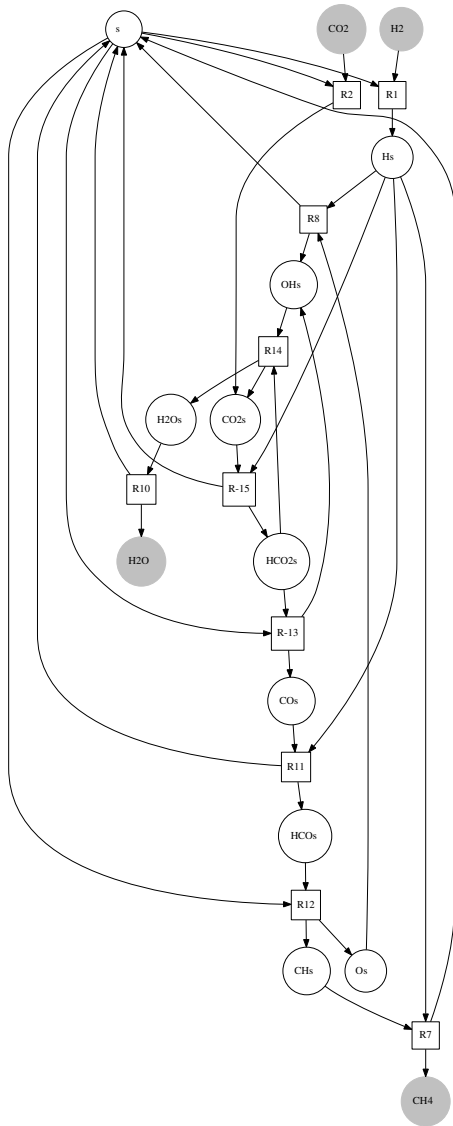 s
CO2
H2
R2
R1
Hs
R8
OHs
R14
H2Os
CO2s
R10
R-15
H2O
HCO2s
R-13
COs
R11
HCOs
R12
CHs
Os
R7
CH4